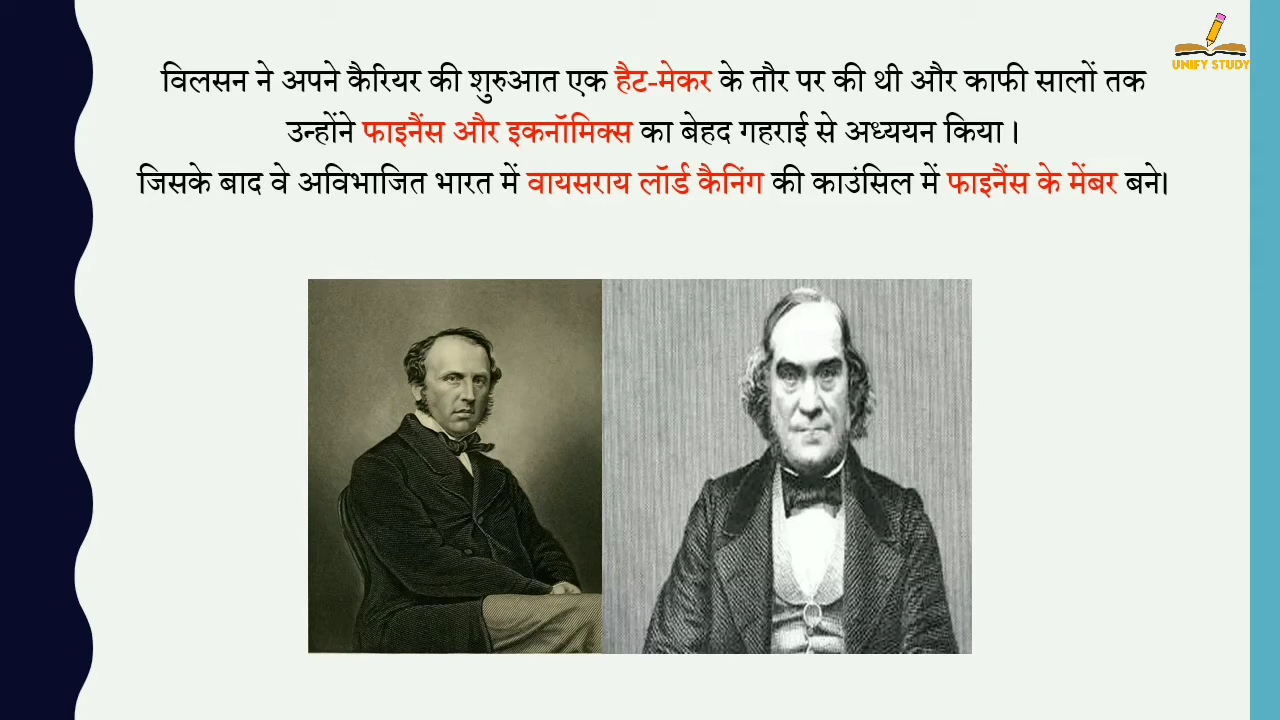 विलसन ने अपने कैरियर की शुरुआत एक हैट-मेकर के तौर पर की थी और काफी सालों तक
उन्होंने फाइनैंस और इकनॉमिक्स का बेहद गहराई से अध्ययन किया ।
जिसके बाद वे अविभाजित भारत में वायसराय लॉर्ड कैनिंग की काउंसिल में फाइनैंस के मेंबर बने।
UNIFY STUDY